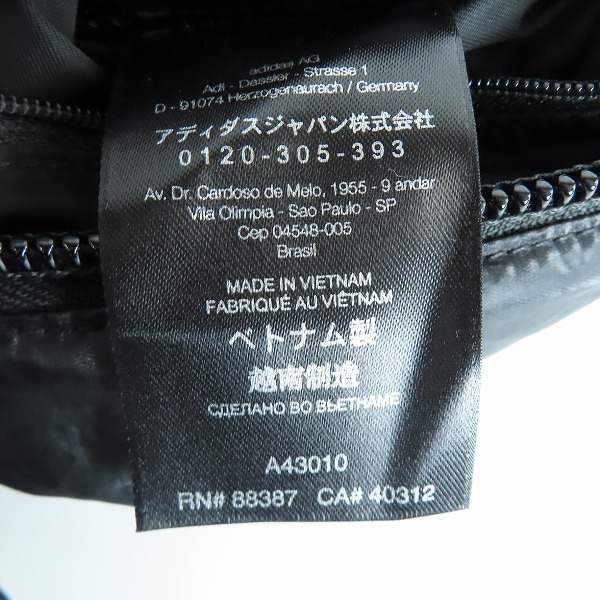 adidas AG
Adi - Dassler - Strasse 1
D - 91074 Herzogenaurach / Germany
アディダスジャパン株式会社
0120-305-393
Av. Dr. Cardoso de Melo, 1955 - 9 andar
Vila Olimpia - Sao Paulo - SP
Cep 04548-005
Brasil
MADE IN VIETNAM
FABRIQUÉ AU VIÊTNAM
ベトナム製
越南制造
СДЕЛАНО ВО ВЬЕТНАМЕ
A43010
RN# 88387 CA# 40312